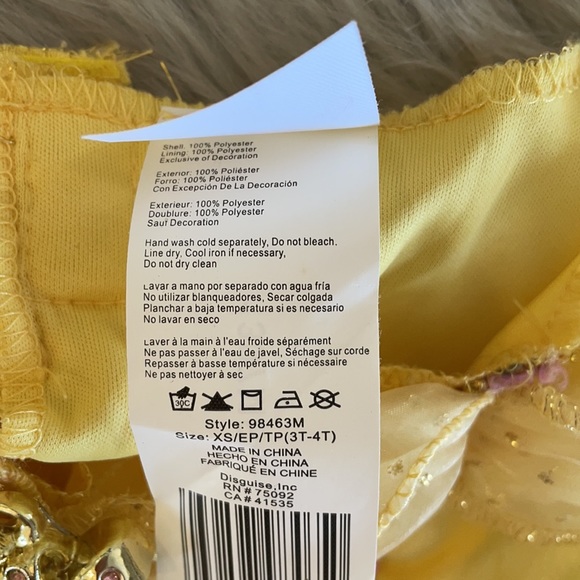 Shell: 100% Polyester
Lining: 100% Polyester
Exclusive of Decoration
Exterior: 100% Poliéster
Forro: 100% Poliéster
Con Excepción De La Decoración
Exterieur: 100% Polyester
Doublure: 100% Polyester
Sauf Decoration
Hand wash cold separately, Do not bleach.
Line dry, Cool iron if necessary,
Do not dry clean
Lavar a mano por separado con agua fría
No utilizar blanqueadores, Secar colgada
Planchar a baja temperatura si es necesario
No lavar en seco
Laver à la main à l'eau froide séparément
Ne pas passer à l'eau de javel, Séchage sur corde
Repasser à basse température si nécessaire
Ne pas nettoyer à sec
30C
Style: 98463M
Size: XS/EP/TP(3T-4T)
MADE IN CHINA
HECHO EN CHINA
FABRIQUÉ EN CHINE
Disguise,Inc
RN # 75092
CA # 41535